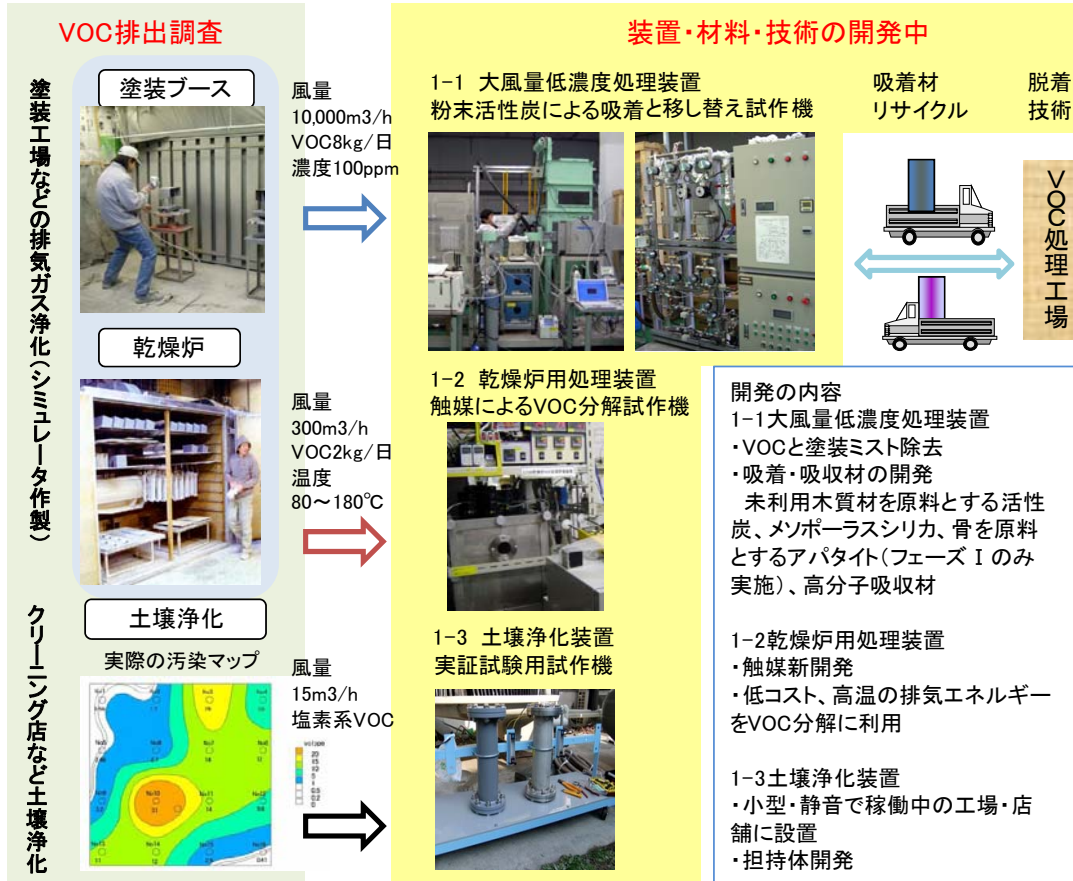 VOC排出調査
塗装工場などの排気ガス浄化(シミュレータ作製)
塗装ブース
風量
10,000m3/h
VOC8kg/日
濃度100ppm
乾燥炉
風量
300m3/h
VOC2kg/日
温度
80～180℃
クリーニング店など土壌浄化
土壌浄化
実際の汚染マップ
風量
15m3/h
塩素系VOC
装置・材料・技術の開発中
1-1 大風量低濃度処理装置
粉末活性炭による吸着と移し替え試作機
吸着材
リサイクル
脱着
技術
VOC処理工場
1-2 乾燥炉用処理装置
触媒によるVOC分解試作機
1-3 土壌浄化装置
実証試験用試作機
開発の内容
1-1大風量低濃度処理装置
・VOCと塗装ミスト除去
・吸着・吸収材の開発
未利用木質材を原料とする活性
炭、メソポーラスシリカ、骨を原料
とするアパタイト(フェーズⅠのみ
実施)、高分子吸収材
1-2乾燥炉用処理装置
・触媒新開発
・低コスト、高温の排気エネルギー
をVOC分解に利用
1-3土壌浄化装置
・小型・静音で稼働中の工場・店
舗に設置
・担持体開発